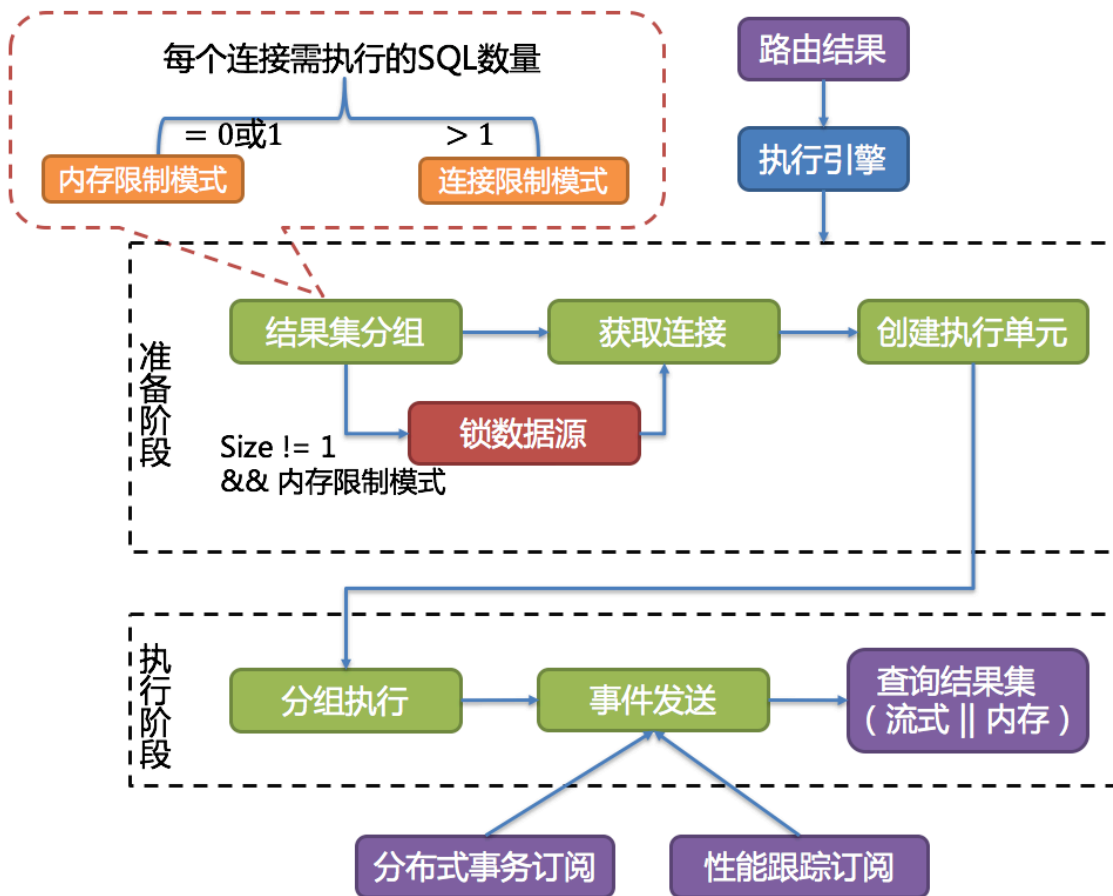 每个连接需执行的SQL数量
= 0或1
> 1
内存限制模式
连接限制模式
路由结果
执行引擎
准备阶段
结果集分组
获取连接
创建执行单元
锁数据源
Size != 1
&& 内存限制模式
执行阶段
分组执行
事件发送
查询结果集
（ 流式 || 内存 ）
分布式事务订阅
性能跟踪订阅